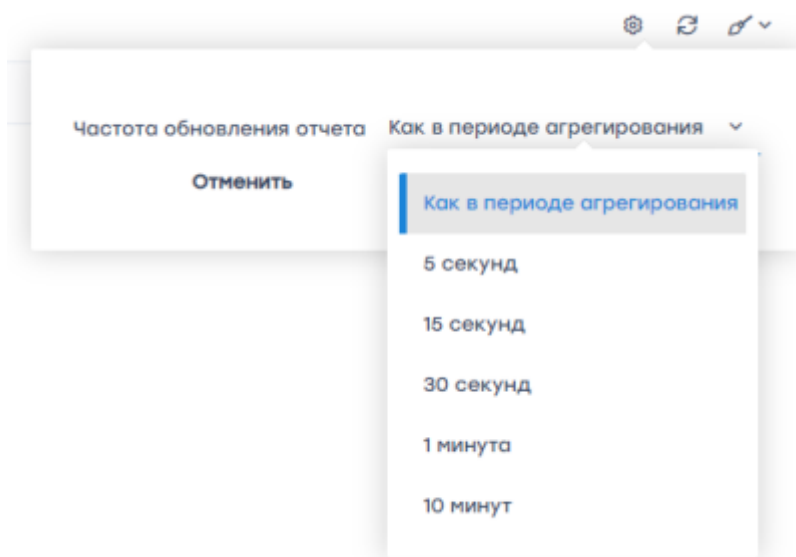 Частота обновления отчета Как в периоде агрегирования
Отменить
Как в периоде агрегирования
5 секунд
15 секунд
30 секунд
1 минута
10 минут